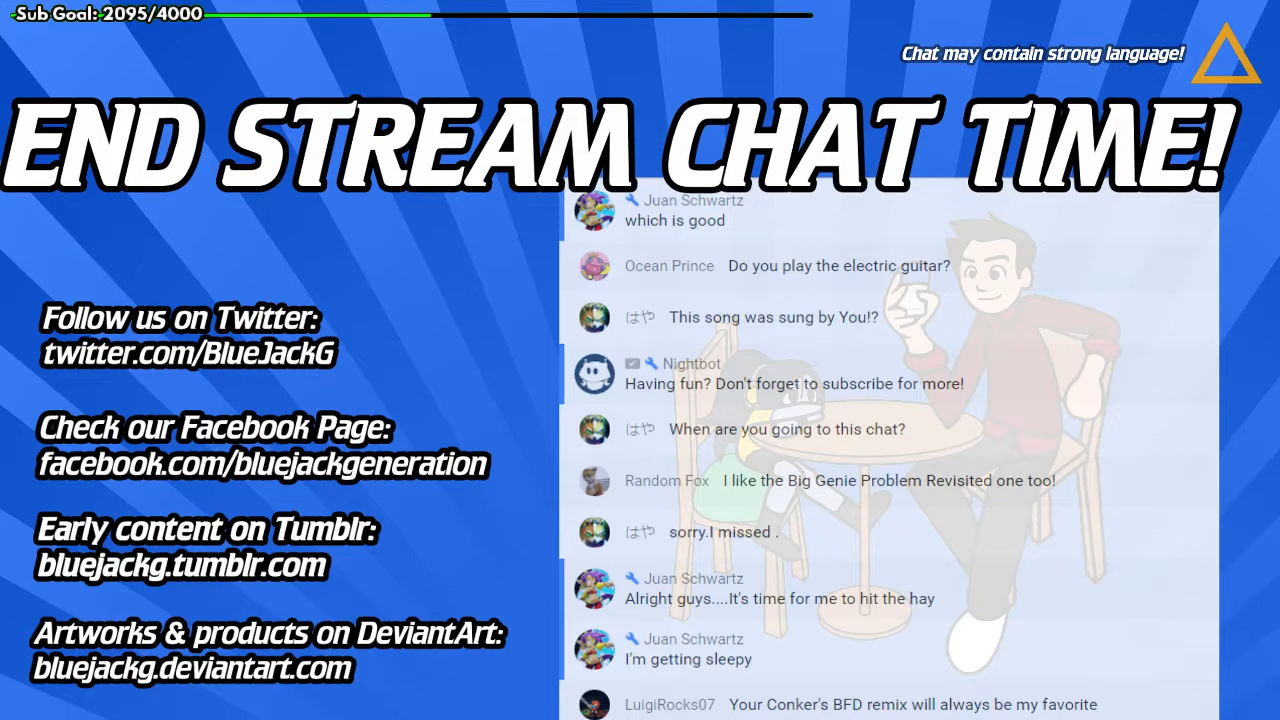 Sub Goal: 2095/4000
Chat may contain strong language!
END STREAM CHAT TIME!
Follow us on Twitter:
twitter.com/BlueJackG
Check our Facebook Page:
facebook.com/bluejackgeneration
Early content on Tumblr:
bluejackg.tumblr.com
Artworks & products on DeviantArt:
bluejackg.deviantart.com
Juan Schwartz
which is good
Ocean Prince Do you play the electric guitar?
はや This song was sung by You!?
Nightbot
Having fun? Don't forget to subscribe for more!
はや When are you going to this chat?
Random Fox I like the Big Genie Problem Revisited one too!
はや sorry.I missed .
Juan Schwartz
Alright guys....It's time for me to hit the hay
Juan Schwartz
I'm getting sleepy
LuigiRocks07 Your Conker's BFD remix will always be my favorite